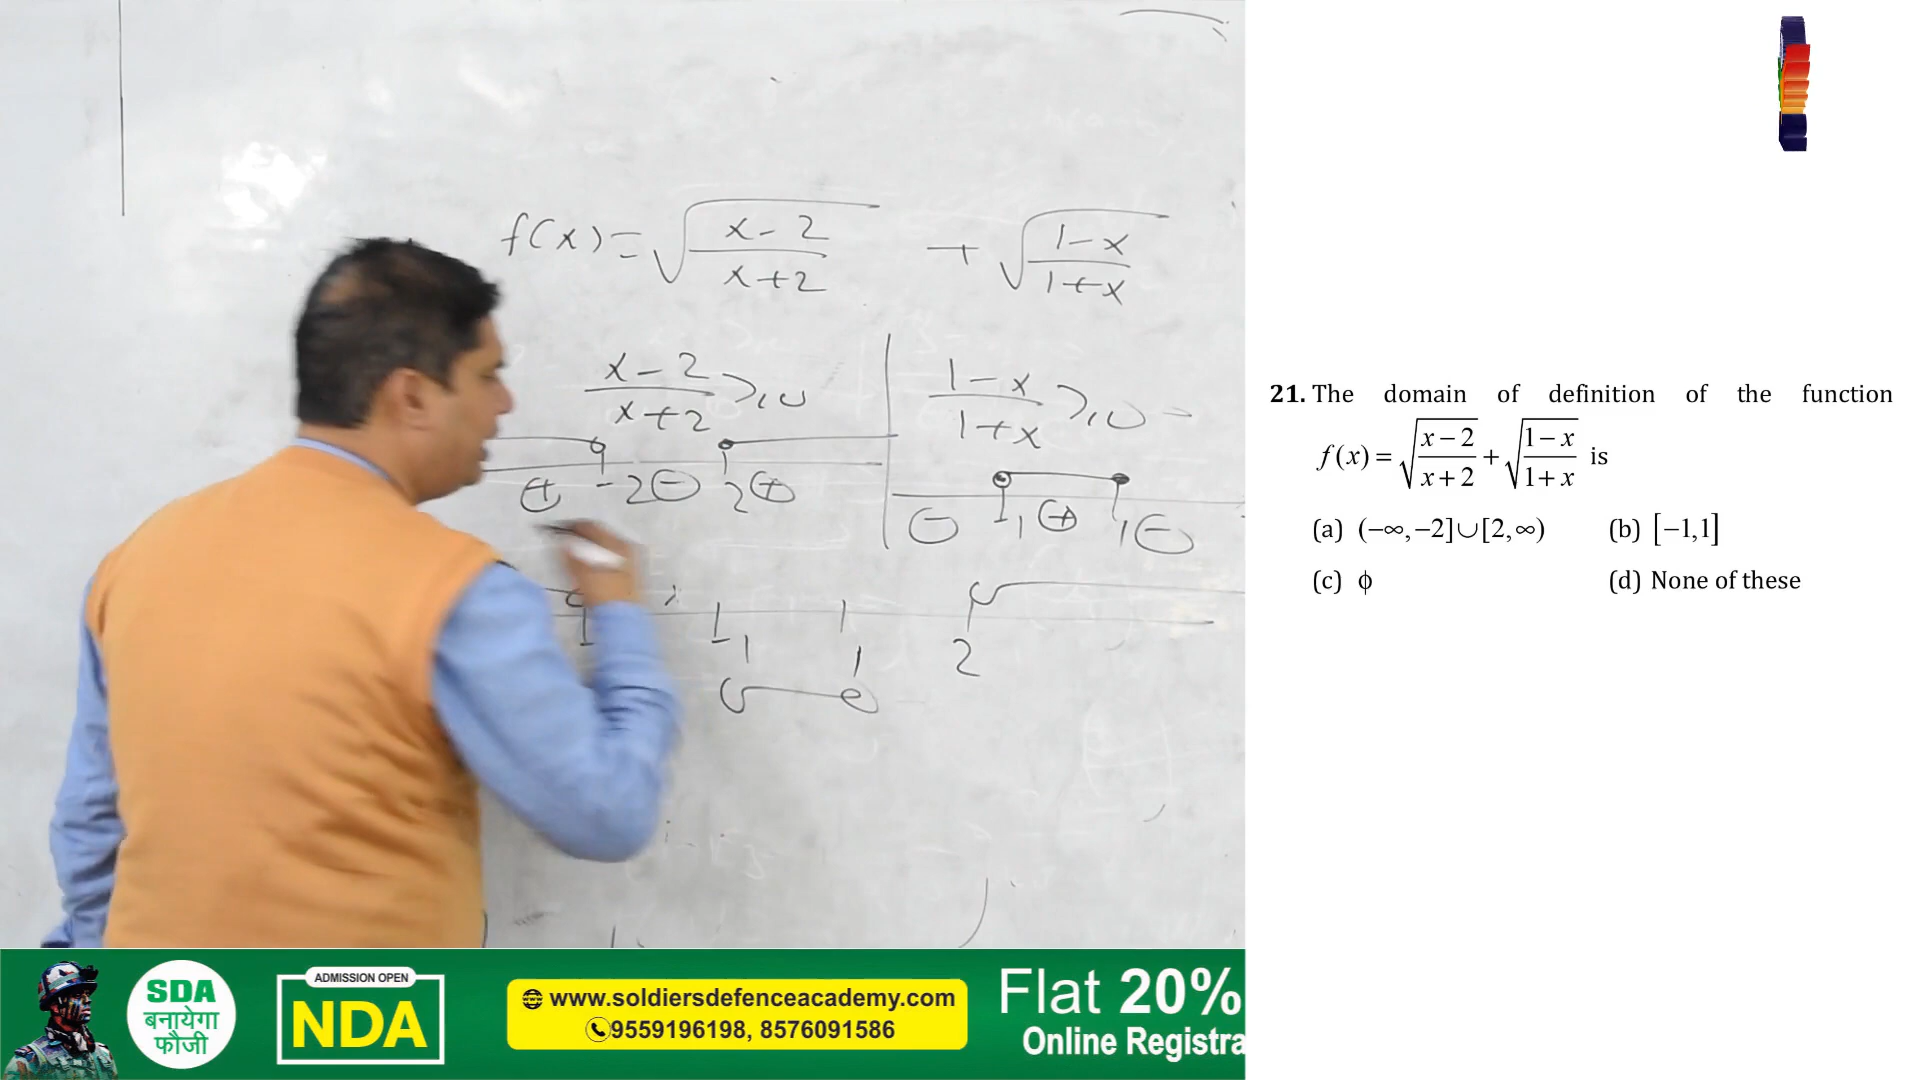 f(x) = √((x-2)/(x+2)) + √((1-x)/(1+x))
(x-2)/(x+2) ≥ 0
(1-x)/(1+x) ≥ 0
+ -2 - 2 +
- -1 + 1 -
-1 1 2
21. The domain of definition of the function
f(x) = √((x-2)/(x+2)) + √((1-x)/(1+x)) is
(a) (-∞,-2]∪[2,∞) (b) [-1,1]
(c) ϕ (d) None of these
SDA
बनायेगा
फौजी
ADMISSION OPEN
NDA
www.soldiersdefenceacademy.com
9559196198, 8576091586
Flat 20%
Online Registra